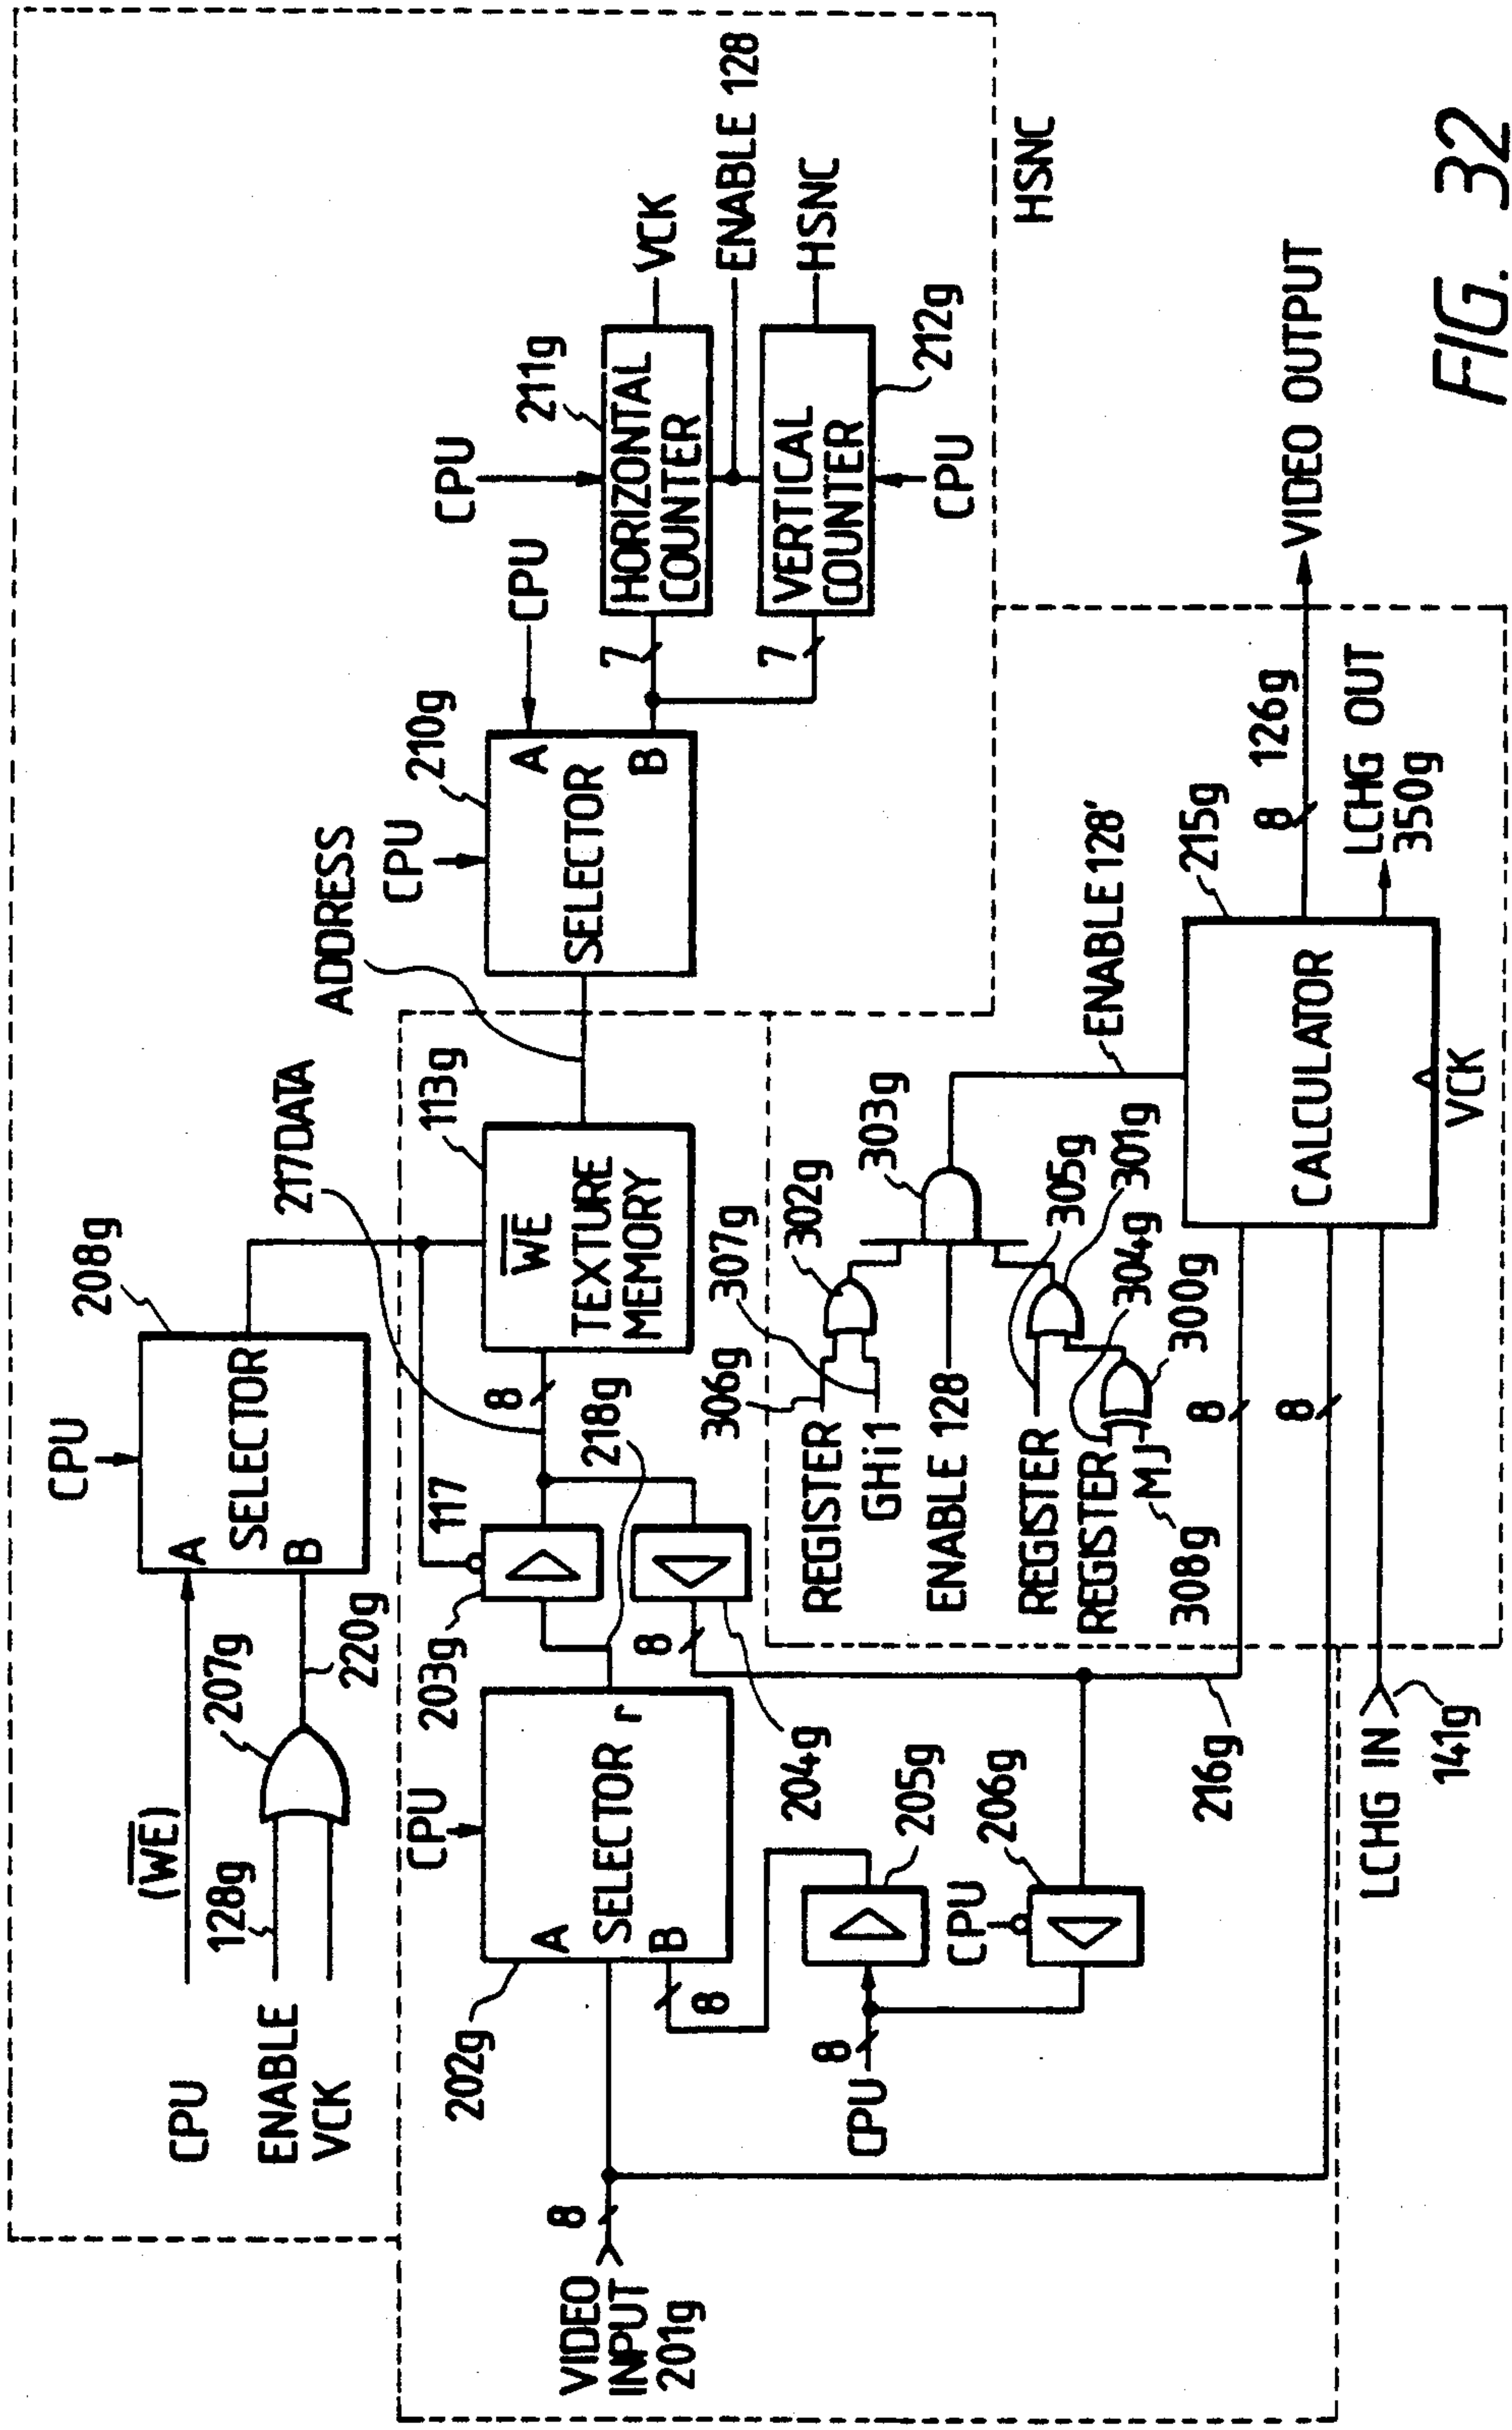 CPU
208g
SELECTOR
A
B
CPU
(WE)
207g
220g
128g
ENABLE
VCK
217DATA
ADDRESS
CPU
210g
SELECTOR
A
B
CPU
CPU
211g
HORIZONTAL
COUNTER
VCK
ENABLE 128
HSNC
VERTICAL
COUNTER
212g
CPU
7
7
HSNC
113g
WE
TEXTURE
MEMORY
8
117
218g
203g
8
204g
CPU
SELECTOR
A
B
r
202g
8
205g
206g
CPU
8
CPU
216g
VIDEO
INPUT
201g
8
302g
303g
307g
306g
REGISTER
GHi1
ENABLE 128
REGISTER
REGISTER
MJ
308g
305g
301g
304g
300g
8
8
ENABLE 128'
215g
CALCULATOR
VCK
8
126g
VIDEO OUTPUT
LCHG OUT
350g
LCHG IN
141g
FIG. 32